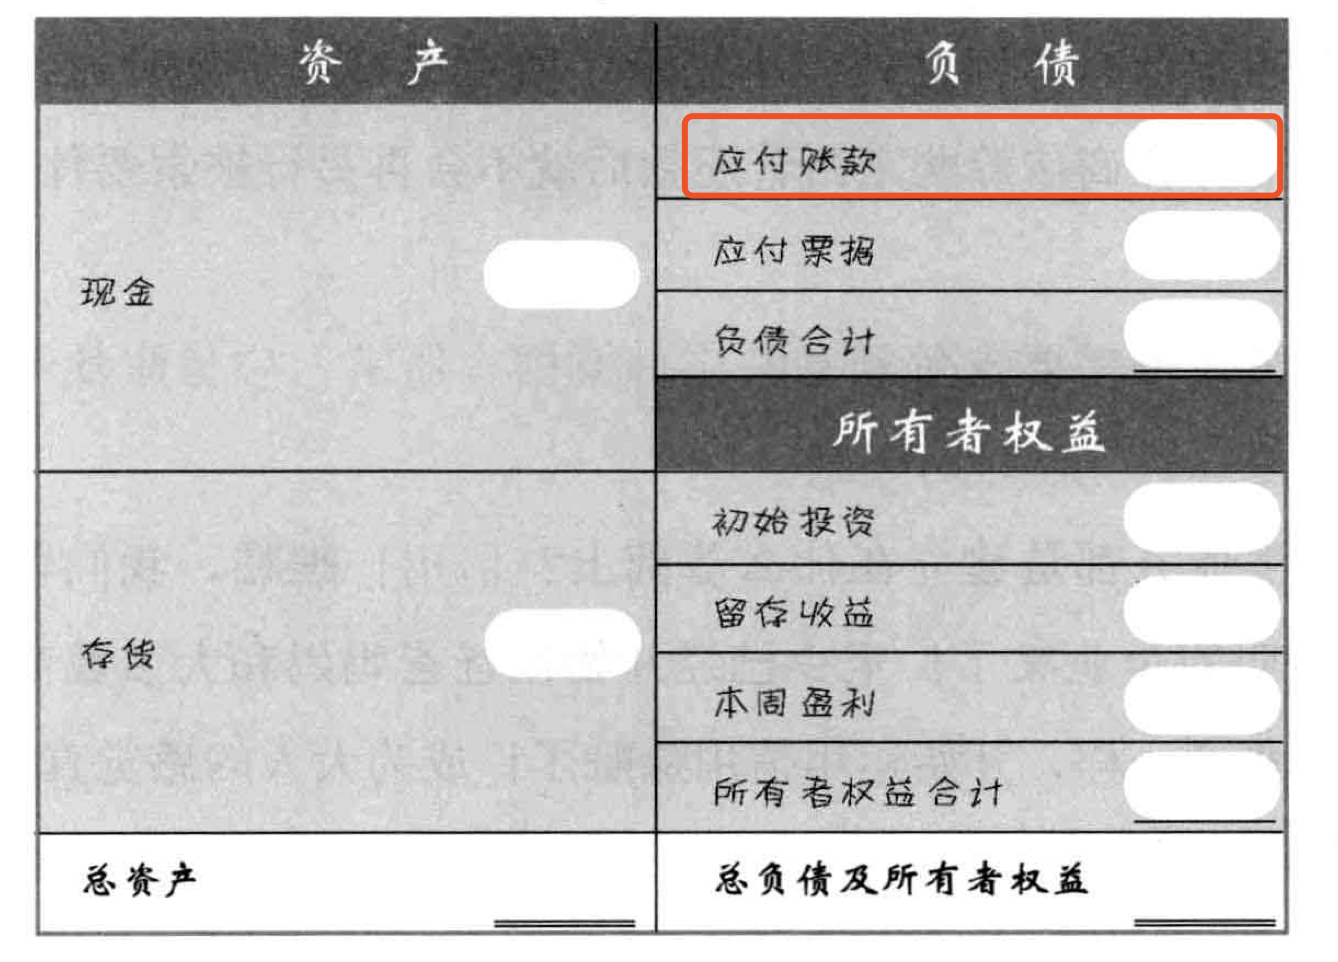 资 产
现金
存货
总资产
负 债
应付账款
应付票据
负债合计
所有者权益
初始投资
留存收益
本周盈利
所有者权益合计
总负债及所有者权益